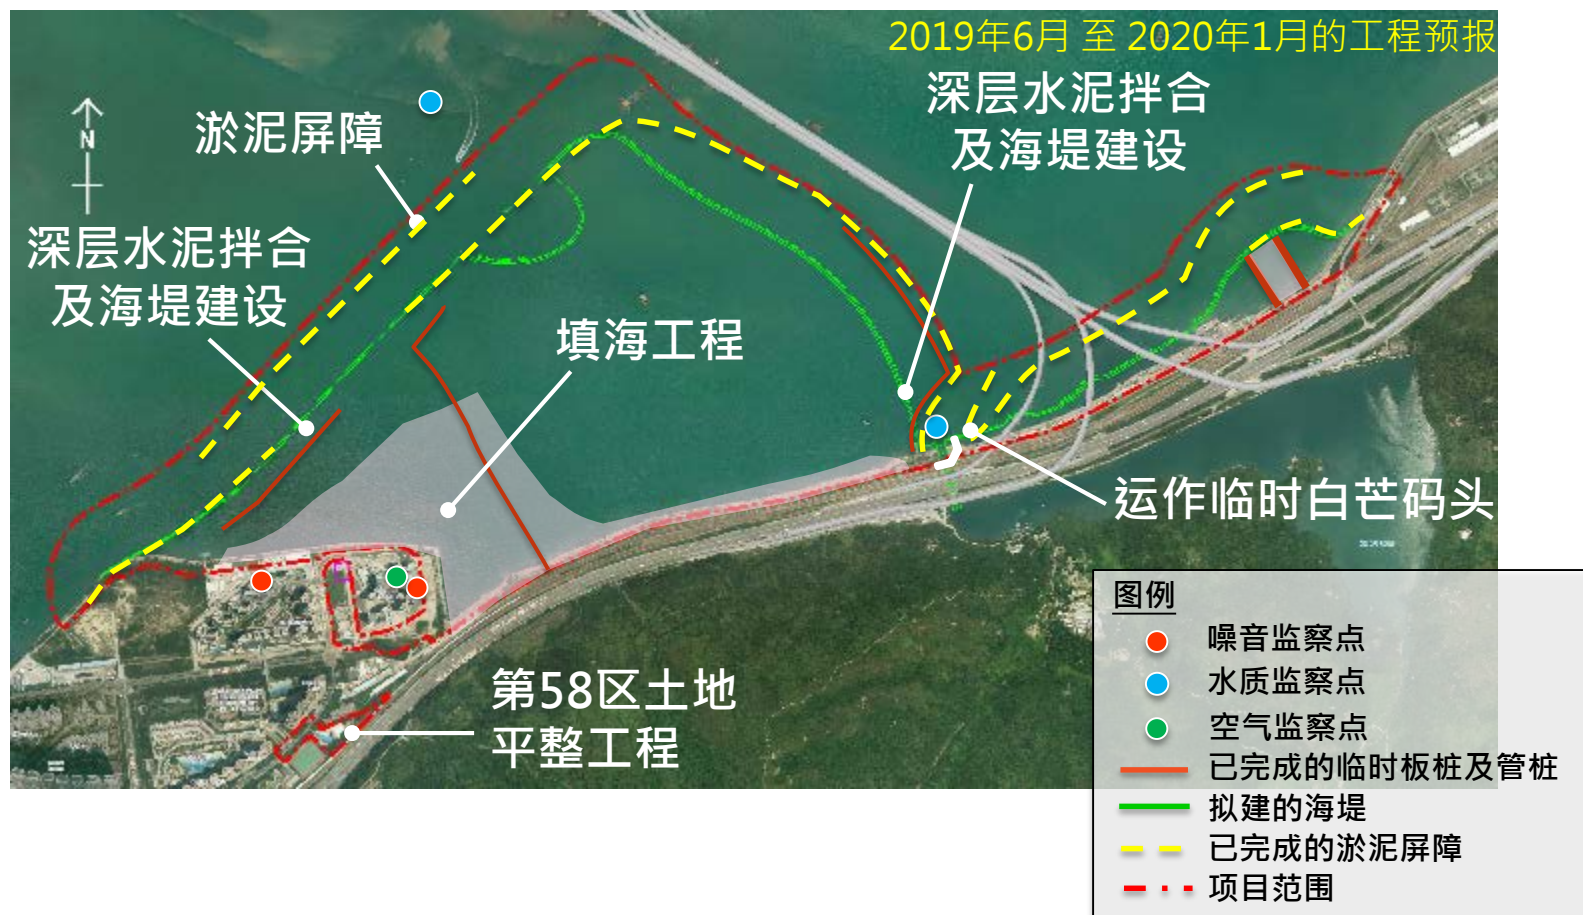 2019年6月 至 2020年1月的工程预报
深层水泥拌合
及海堤建设
淤泥屏障
N
深层水泥拌合
及海堤建设
填海工程
运作临时白芒码头
第58区土地
平整工程
图例
噪音监察点
水质监察点
空气监察点
已完成的临时板桩及管桩
拟建的海堤
已完成的淤泥屏障
项目范围